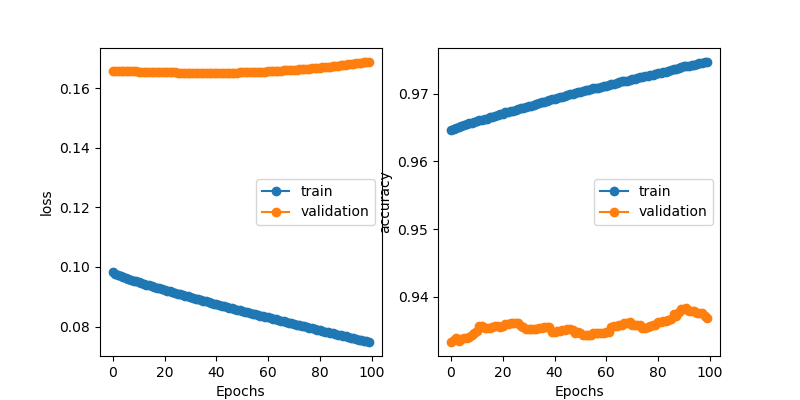 0.16
0.14
0.12
0.10
0.08
loss
train
validation
0 20 40 60 80 100
Epochs
0.97
0.96
0.95
0.94
accuracy
train
validation
0 20 40 60 80 100
Epochs